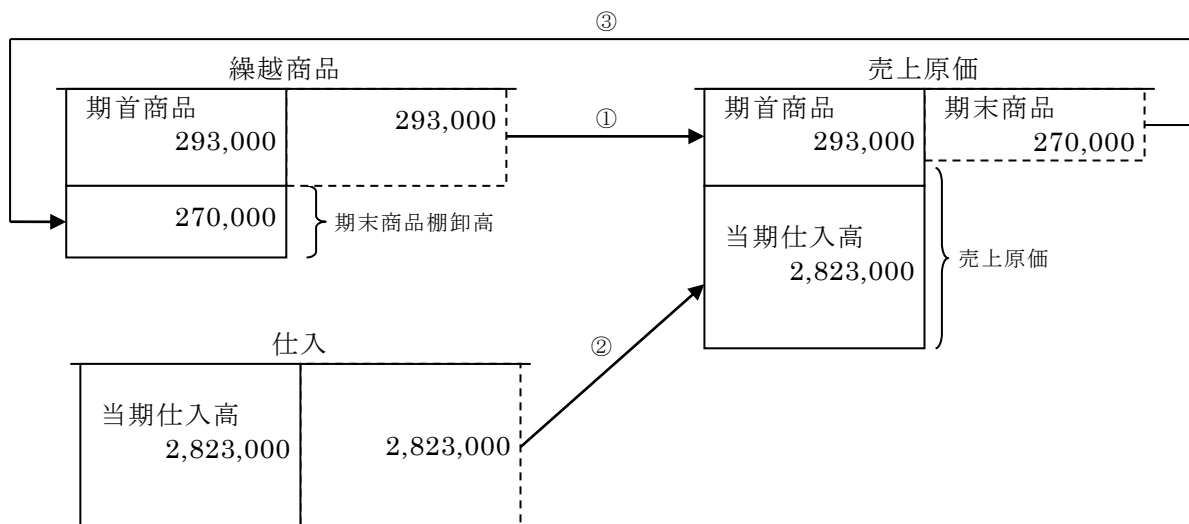 ③
繰越商品
期首商品
293,000
293,000
270,000
期末商品棚卸高
①
売上原価
期首商品
293,000
期末商品
270,000
当期仕入高
2,823,000
売上原価
仕入
当期仕入高
2,823,000
2,823,000
②